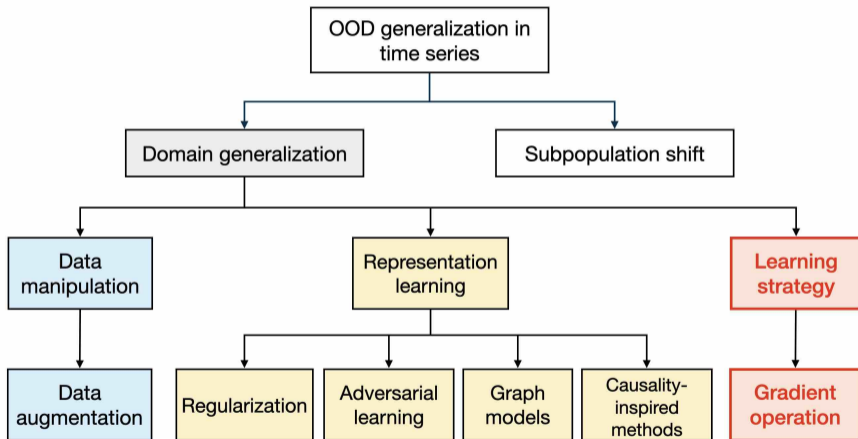 OOD generalization in
time series
Domain generalization
Subpopulation shift
Data
manipulation
Representation
learning
Learning
strategy
Data
augmentation
Regularization
Adversarial
learning
Graph
models
Causality-
inspired
methods
Gradient
operation